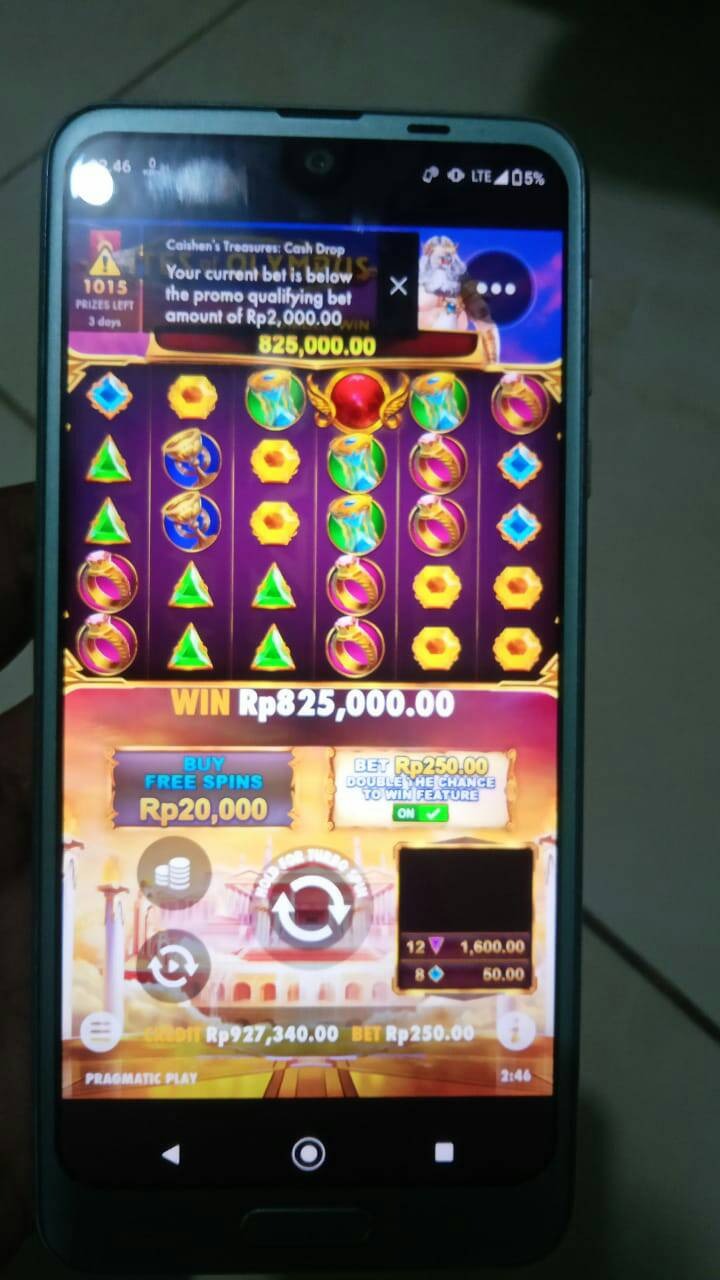 .46
0
LTE 5%
Caishen's Treasures: Cash Drop
Your current bet is below
the promo qualifying bet
amount of Rp2,000.00
1015
PRIZES LEFT
3 days
OLYMPUS
WIN
825,000.00
WIN Rp825,000.00
BUY
FREE SPINS
Rp20,000
BET Rp250.00
DOUBLE THE CHANCE
TO WIN FEATURE
ON
HOLD FOR TURBO SPIN
12 1,600.00
8 50.00
CREDIT Rp927,340.00 BET Rp250.00
PRAGMATIC PLAY
2:46